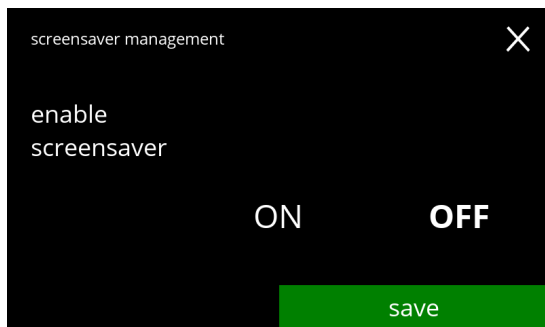 screensaver management
enable
screensaver
ON OFF
save